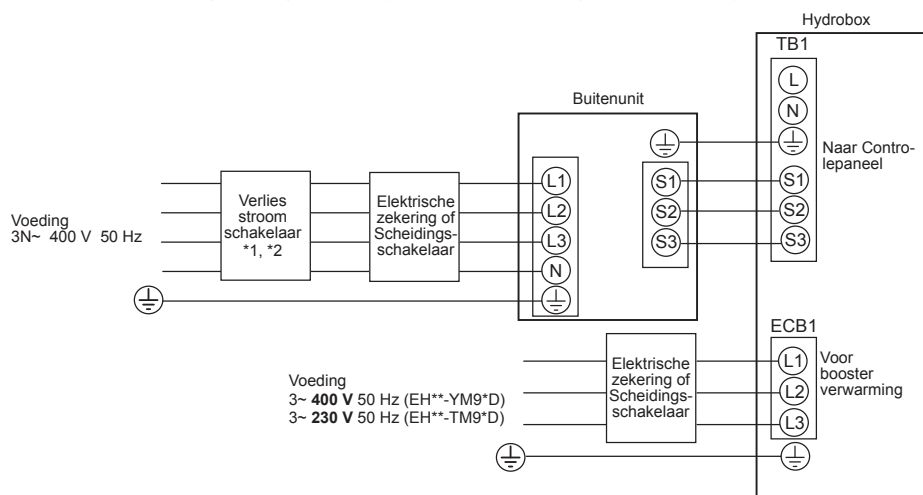 Hydrobox
TB1
L
N
Buitenunit
Naar Contro-
lepaneel
S1
S2
S3
S1
S2
S3
L1
L2
L3
N
Verlies
stroom
schakelaar
*1, *2
Elektrische
zekering of
Scheidings-
schakelaar
Voeding
3N~ 400 V 50 Hz
ECB1
L1
L2
L3
Voor
booster
verwarming
Elektrische
zekering of
Scheidings-
schakelaar
Voeding
3~ 400 V 50 Hz (EH**-YM9*D)
3~ 230 V 50 Hz (EH**-TM9*D)